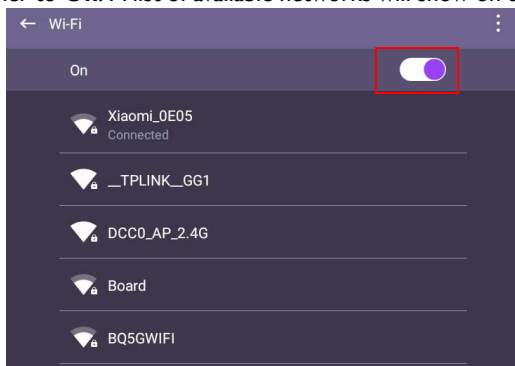 Wi-Fi
On
Xiaomi_0E05
Connected
__TPLINK__GG1
DCC0_AP_2.4G
Board
BQ5GWIFI